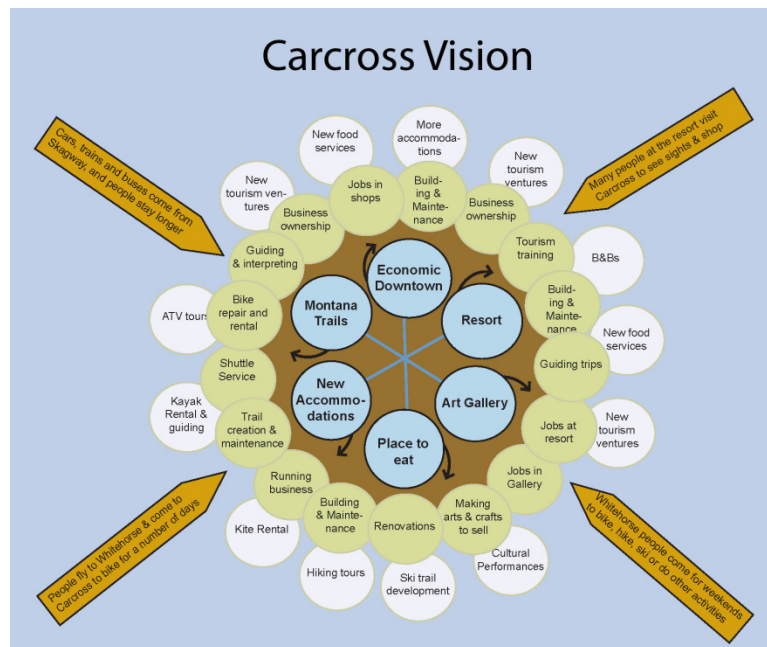 Carcross Vision
Cars, trains and buses come from
Skagway, and people stay longer
Many people at the resort visit
Carcross to see sights & shop
People fly to Whitehorse & come to
Carcross to bike for a number of days
Whitehorse people come for weekends
to bike, hike, ski or do other activities
More
accommoda-
tions
New
tourism
ventures
B&Bs
New food
services
New
tourism
ventures
Cultural
Performances
Ski trail
development
Hiking tours
Kite Rental
Kayak
Rental &
guiding
ATV tours
New
tourism ven-
tures
New food
services
Build-
ing &
Mainte-
nance
Business
ownership
Tourism
training
Build-
ing &
Mainte-
nance
Guiding trips
Jobs at
resort
Jobs in
Gallery
Making
arts & crafts
to sell
Renovations
Building
& Mainte-
nance
Running
business
Trail
creation &
maintenance
Shuttle
Service
Bike
repair and
rental
Guiding
& interpreting
Business
ownership
Jobs in
shops
Economic
Downtown
Resort
Art Gallery
Place to
eat
New
Accommo-
dations
Montana
Trails